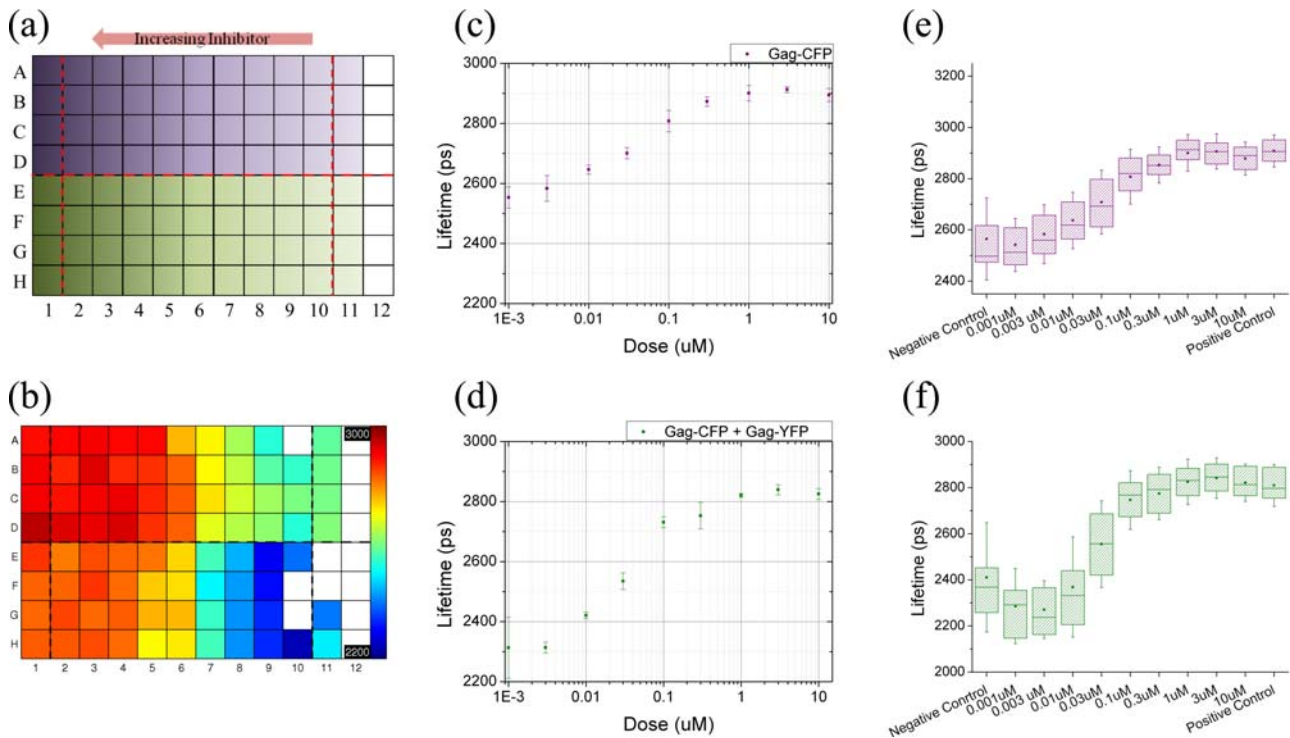 (a)
Increasing Inhibitor
A
B
C
D
E
F
G
H
1 2 3 4 5 6 7 8 9 10 11 12
(b)
A
B
C
D
E
F
G
H
1 2 3 4 5 6 7 8 9 10 11 12
3000
2200
(c)
Gag-CFP
Lifetime (ps)
3000
2800
2600
2400
2200
1E-3 0.01 0.1 1 10
Dose (uM)
(d)
Gag-CFP + Gag-YFP
Lifetime (ps)
3000
2800
2600
2400
2200
1E-3 0.01 0.1 1 10
Dose (uM)
(e)
Lifetime (ps)
3200
3000
2800
2600
2400
Negative Conrtrol 0.001uM 0.003 uM 0.01uM 0.03uM 0.1uM 0.3uM 1uM 3uM 10uM Positive Control
(f)
Lifetime (ps)
3000
2800
2600
2400
2200
2000
Negative Conrtrol 0.001uM 0.003 uM 0.01uM 0.03uM 0.1uM 0.3uM 1uM 3uM 10uM Positive Control